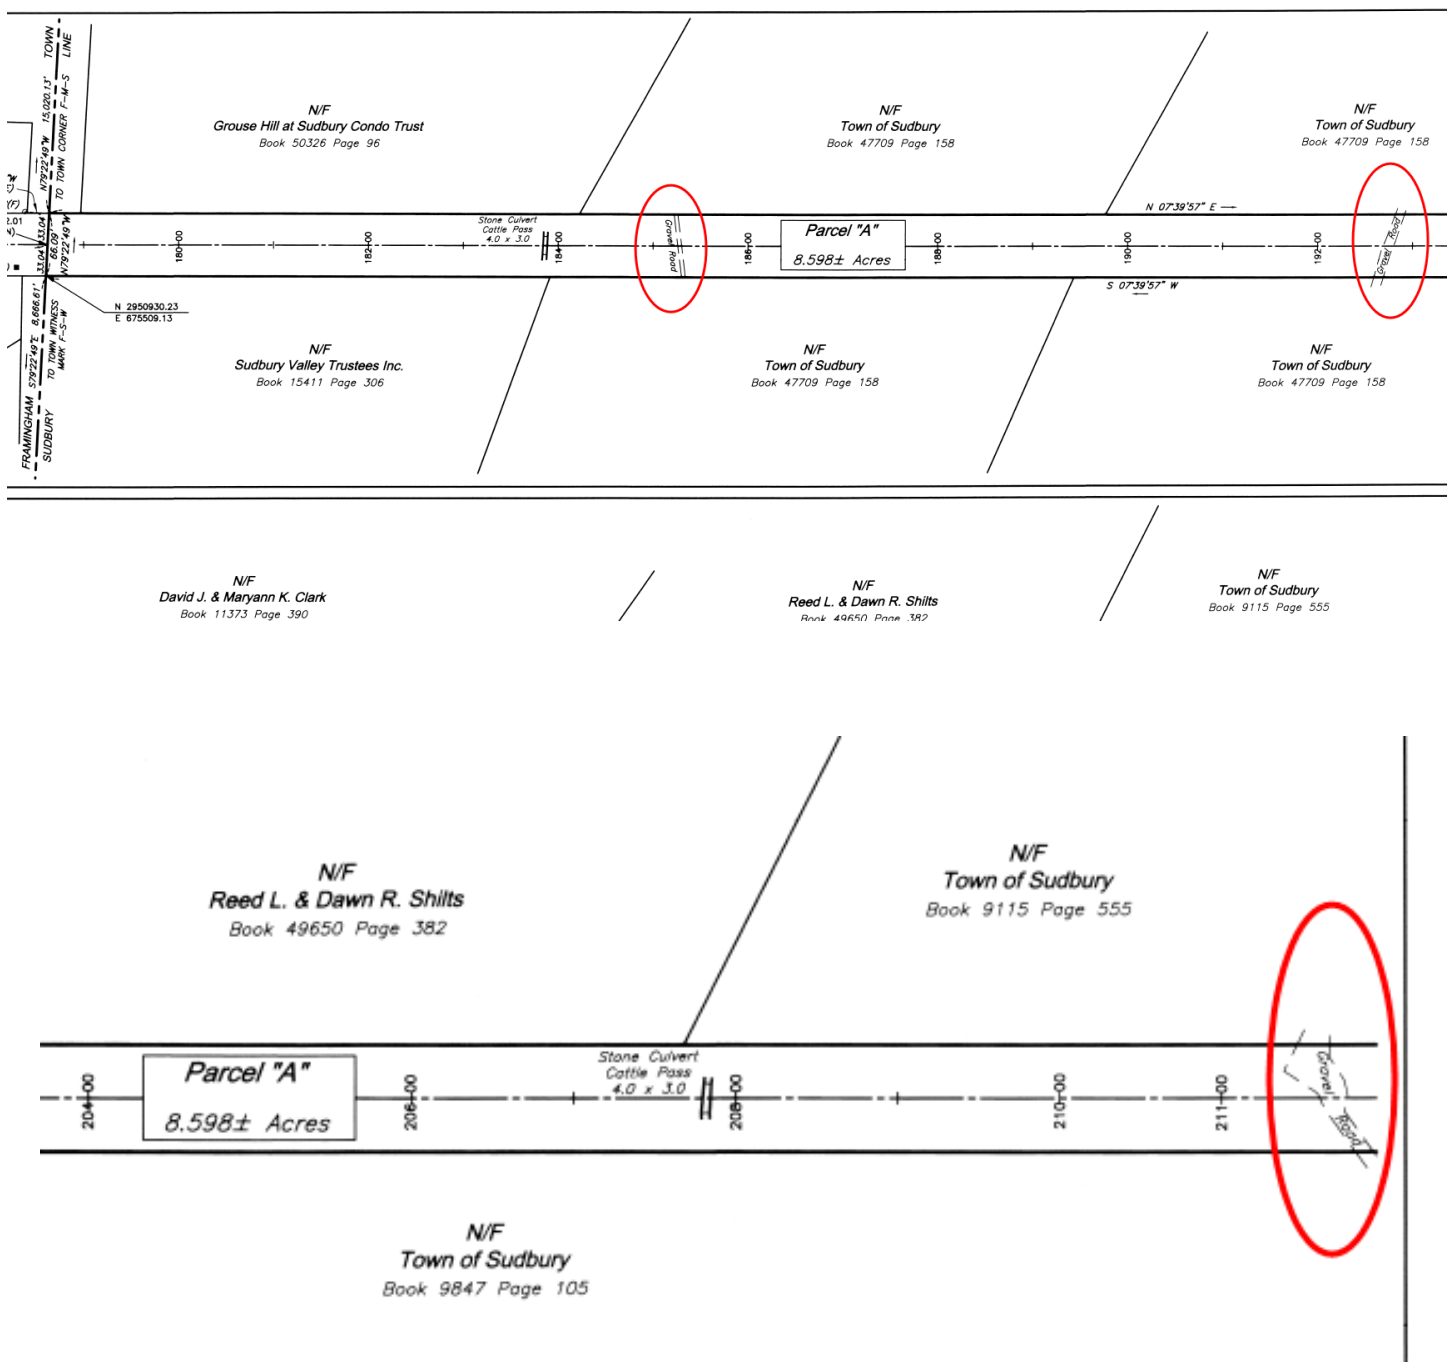 N79°22'49"W 15,020.13' TOWN
TO TOWN CORNER F-M-S LINE
N/F
Grouse Hill at Sudbury Condo Trust
Book 50326 Page 96
N/F
Town of Sudbury
Book 47709 Page 158
N/F
Town of Sudbury
Book 47709 Page 158
"W
(F)
2.01
33.04'
33.04'
66.09'
N79°22'49"W
N 07°39'57" E
180+00
182+00
Stone Culvert
Cattle Pass
4.0 x 3.0
184+00
Gravel Road
186+00
Parcel "A"
8.598± Acres
188+00
190+00
192+00
Gravel Road
S 07°39'57" W
N 2950930.23
E 675509.13
FRAMINGHAM S79°22'49"E 8,666.61'
SUDBURY
TO TOWN WITNESS
MARK F-S-W
N/F
Sudbury Valley Trustees Inc.
Book 15411 Page 306
N/F
Town of Sudbury
Book 47709 Page 158
N/F
Town of Sudbury
Book 47709 Page 158
N/F
David J. & Maryann K. Clark
Book 11373 Page 390
N/F
Reed L. & Dawn R. Shilts
Book 49650 Page 382
N/F
Town of Sudbury
Book 9115 Page 555
N/F
Reed L. & Dawn R. Shilts
Book 49650 Page 382
N/F
Town of Sudbury
Book 9115 Page 555
204+00
Parcel "A"
8.598± Acres
206+00
Stone Culvert
Cattle Pass
4.0 x 3.0
208+00
210+00
211+00
Gravel Road
N/F
Town of Sudbury
Book 9847 Page 105